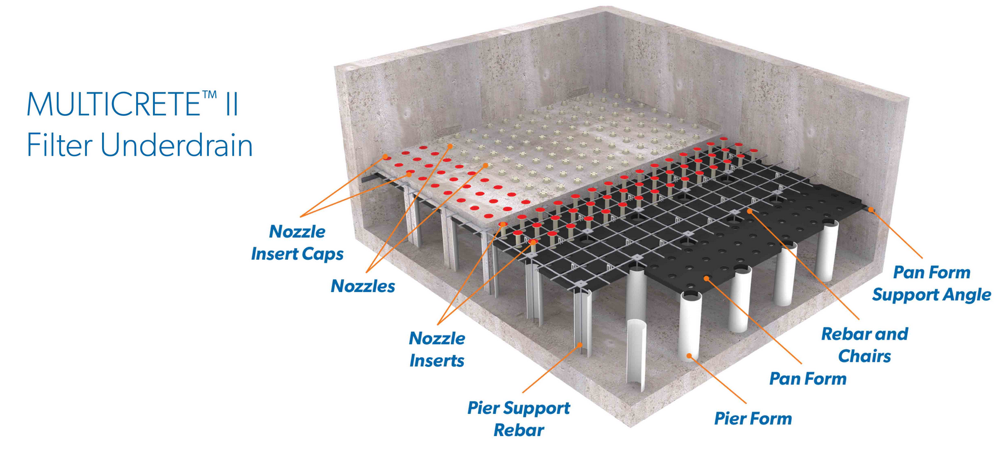 MULTICRETE™ II
Filter Underdrain
Nozzle
Insert Caps
Nozzles
Nozzle
Inserts
Pier Support
Rebar
Pier Form
Pan Form
Rebar and
Chairs
Pan Form
Support Angle